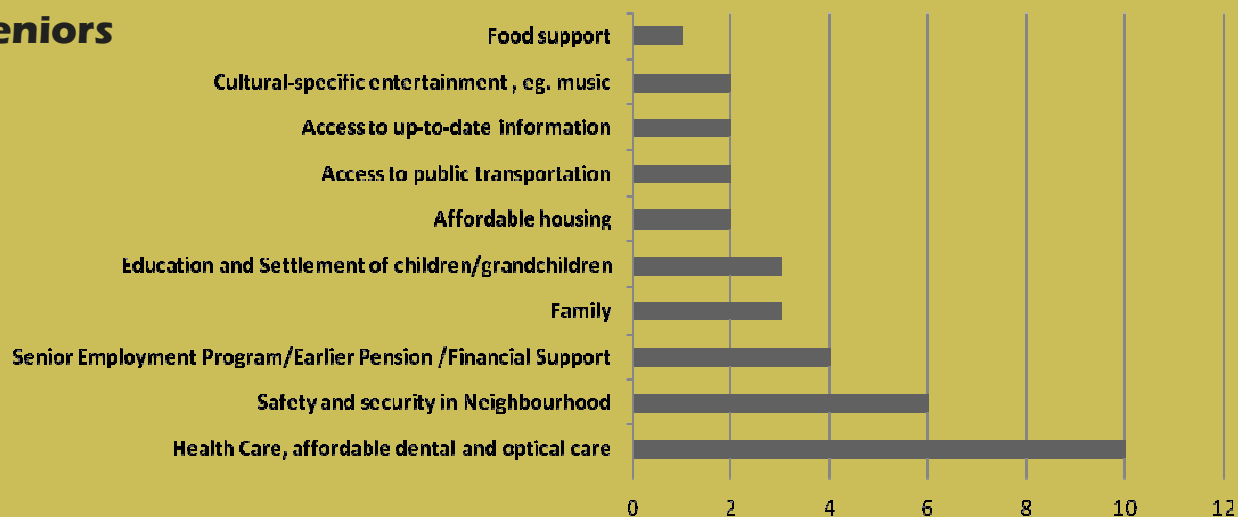 eniors
Food support
Cultural-specific entertainment , eg. music
Access to up-to-date information
Access to public transportation
Affordable housing
Education and Settlement of children/grandchildren
Family
Senior Employment Program/Earlier Pension /Financial Support
Safety and security in Neighbourhood
Health Care, affordable dental and optical care
0 2 4 6 8 10 12